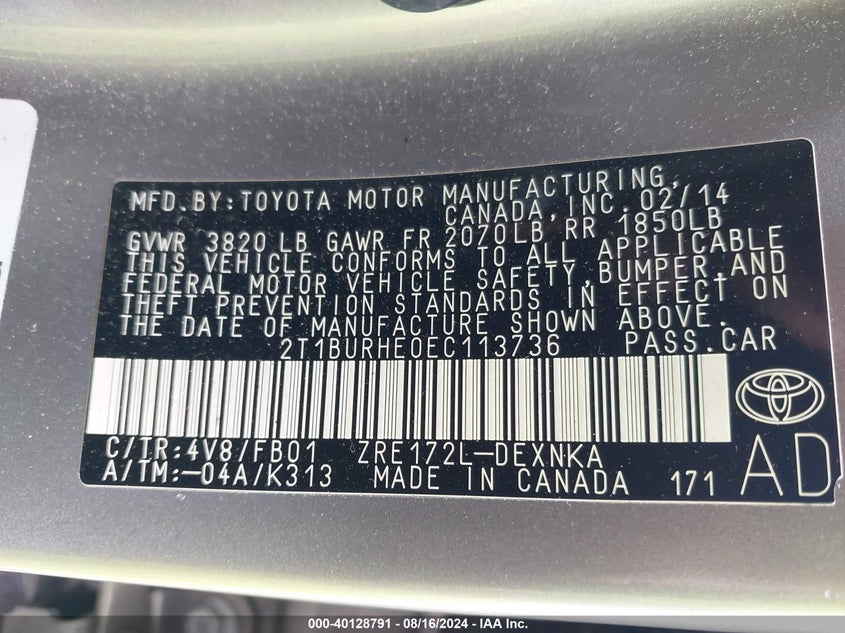 MFD. BY: TOYOTA MOTOR MANUFACTURING,
CANADA, INC. 02/14
GVWR 3820 LB GAWR FR 2070LB, RR 1850LB
THIS VEHICLE CONFORMS TO ALL APPLICABLE
FEDERAL MOTOR VEHICLE SAFETY, BUMPER, AND
THEFT PREVENTION STANDARDS IN EFFECT ON
THE DATE OF MANUFACTURE SHOWN ABOVE.
2T1BURHE0EC113736 PASS. CAR
C/TR: 4V8/FB01 ZRE172L-DEXNKA
A/TM: -04A/K313 MADE IN CANADA 171 AD
000-40128791 - 08/16/2024 - IAA Inc.